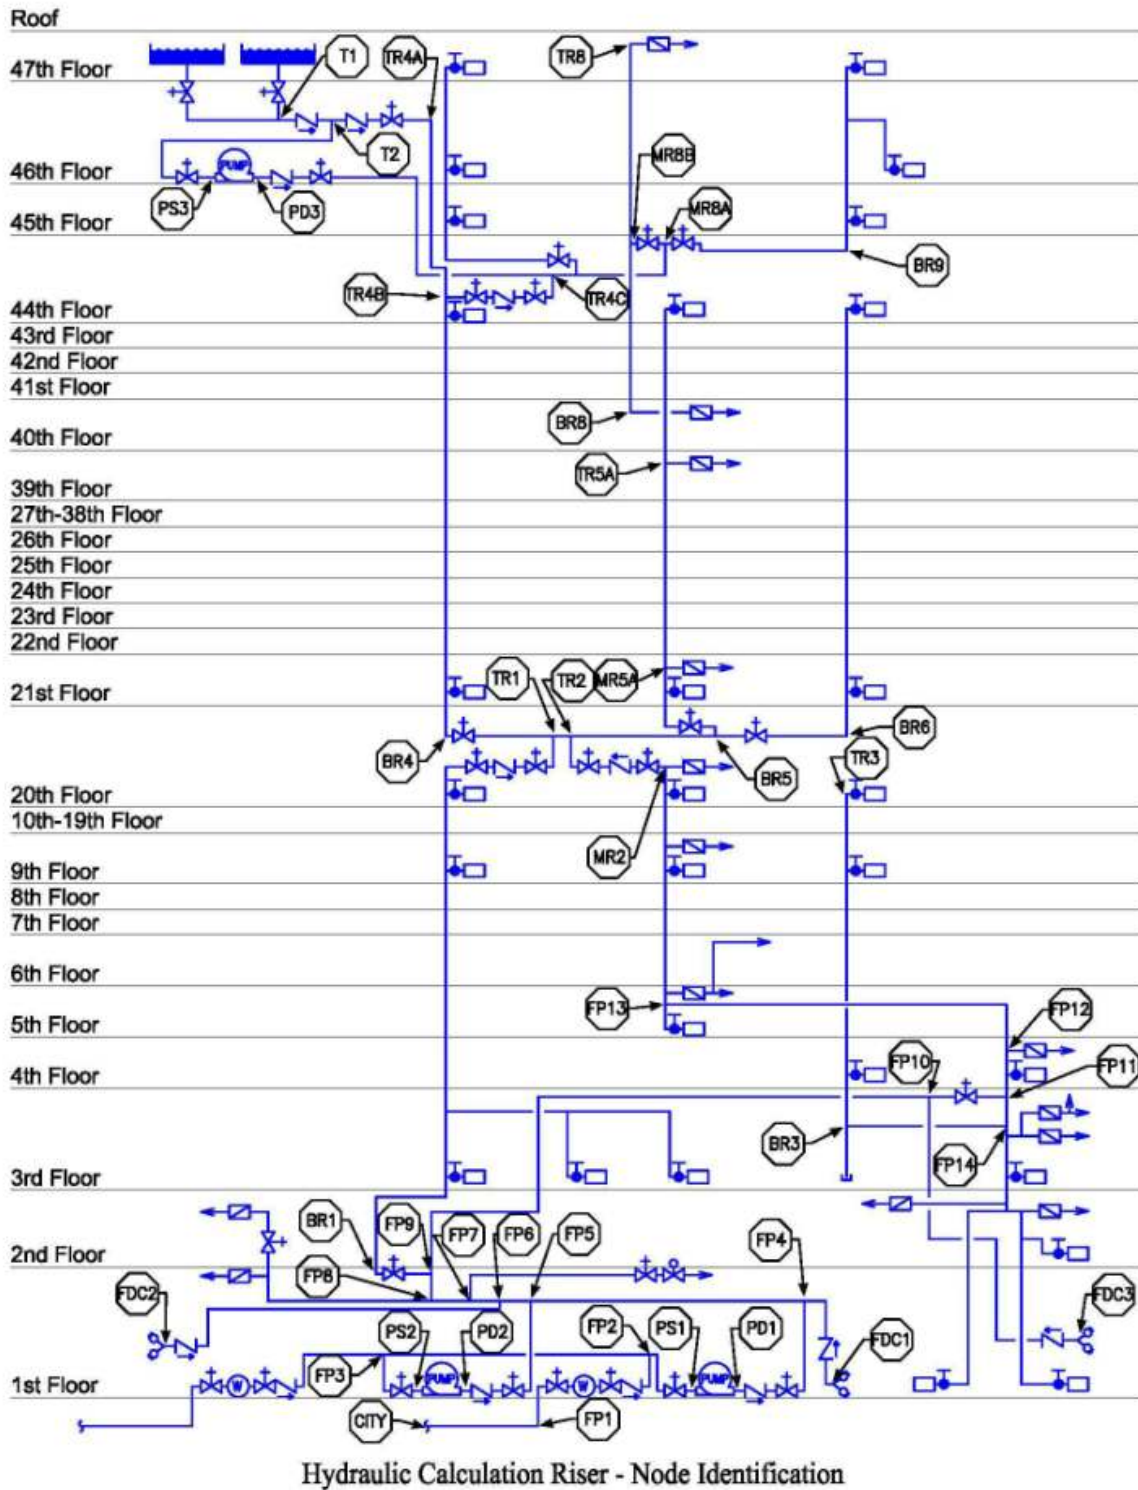 Roof
T1
TR4A
TR8
47th Floor
T2
PUMP
MR8B
46th Floor
PS3
PD3
MR8A
45th Floor
BR9
TR4B
TR4C
44th Floor
43rd Floor
42nd Floor
41st Floor
BR8
40th Floor
TR5A
39th Floor
27th-38th Floor
26th Floor
25th Floor
24th Floor
23rd Floor
22nd Floor
TR1
TR2
MR5A
21st Floor
BR6
BR4
BR5
TR3
20th Floor
10th-19th Floor
MR2
9th Floor
8th Floor
7th Floor
6th Floor
FP13
FP12
5th Floor
FP10
4th Floor
FP11
BR3
FP14
3rd Floor
BR1
FP9
FP7
FP6
FP5
FP4
2nd Floor
FP8
FDC2
FDC3
PS2
PD2
FP2
PS1
PD1
FDC1
FP3
PUMP
PUMP
1st Floor
W
W
CITY
FP1
Hydraulic Calculation Riser - Node Identification